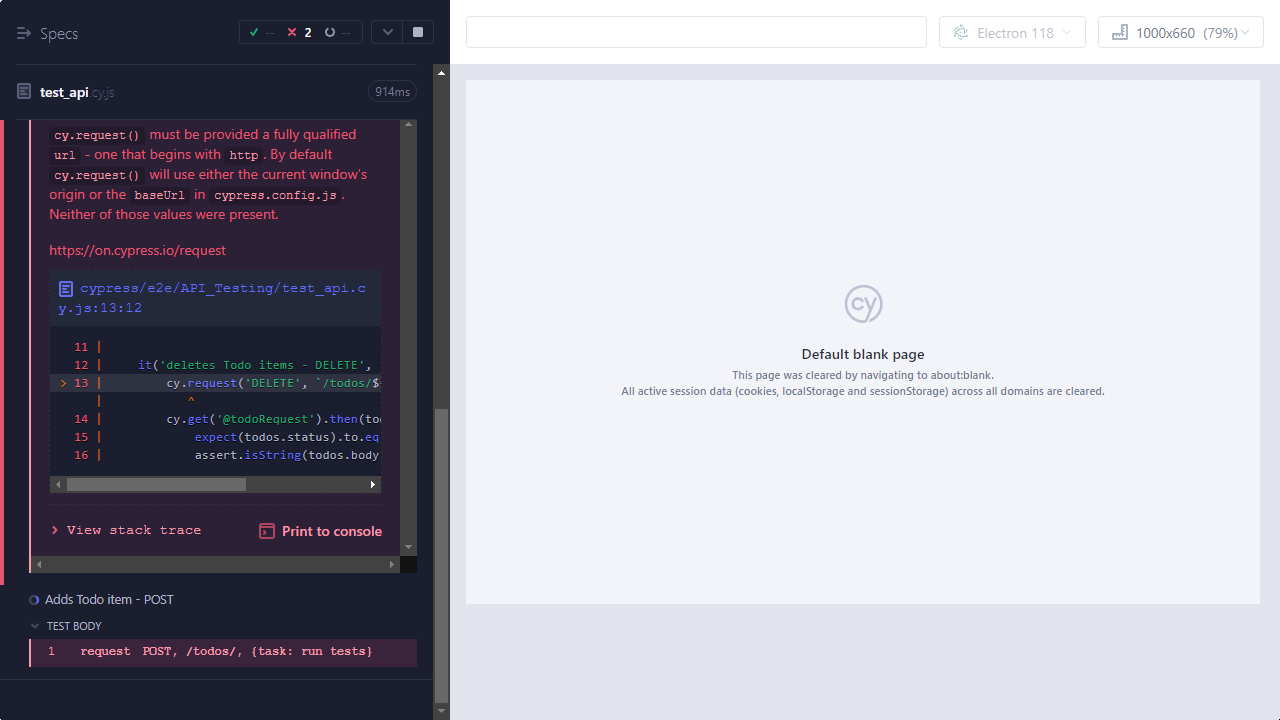 Specs
-- 2 --
Electron 118
1000x660 (79%)
test_api.cy.js
914ms
cy.request() must be provided a fully qualified
url - one that begins with http. By default
cy.request() will use either the current window's
origin or the baseUrl in cypress.config.js.
Neither of those values were present.
https://on.cypress.io/request
cypress/e2e/API_Testing/test_api.c
y.js:13:12
11 |
12 | it('deletes Todo items - DELETE',
> 13 | cy.request('DELETE', `/todos/$
| ^
14 | cy.get('@todoRequest').then(tod
15 | expect(todos.status).to.eq
16 | assert.isString(todos.body
> View stack trace
Print to console
Adds Todo item - POST
TEST BODY
1 request POST, /todos/, {task: run tests}
cy
Default blank page
This page was cleared by navigating to about:blank.
All active session data (cookies, localStorage and sessionStorage) across all domains are cleared.